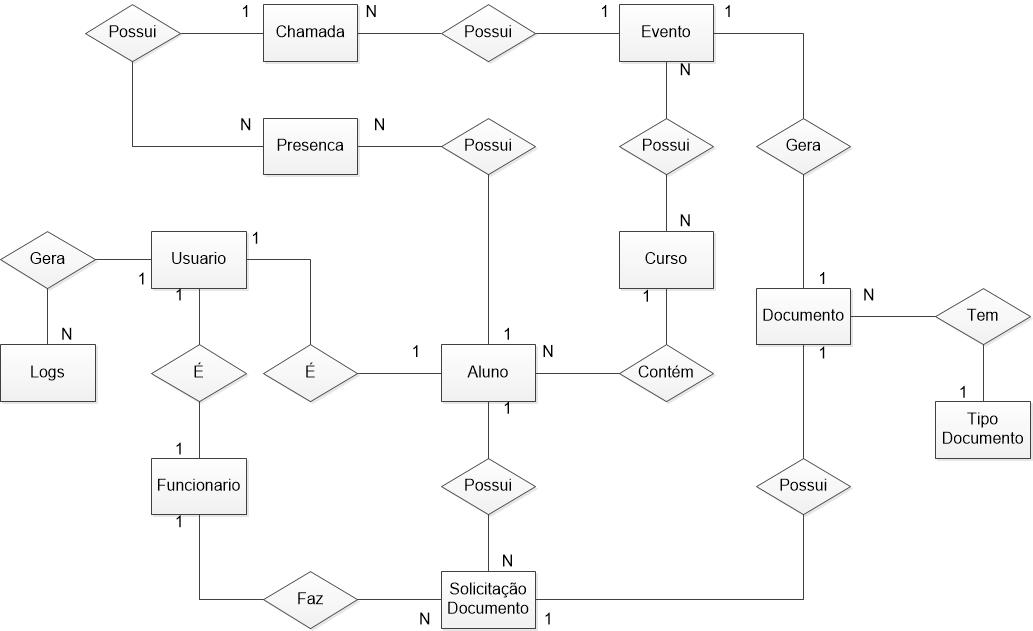 1
N
1
1
Possui
Chamada
Possui
Evento
N
N
N
Possui
Presenca
Possui
Possui
Gera
N
1
Gera
Usuario
Curso
1
1
1
1
N
Documento
Tem
N
1
N
1
1
Logs
É
É
Aluno
Contém
1
1
Tipo
Documento
1
Funcionario
Possui
Possui
1
N
Faz
Solicitação
Documento
N
1